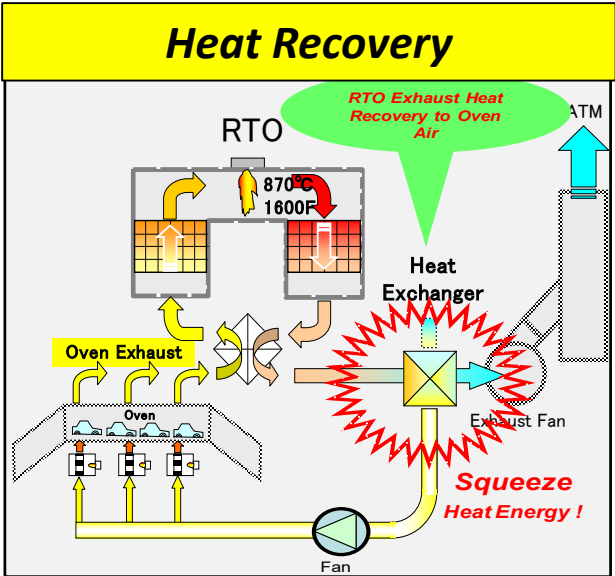 Heat Recovery
RTO Exhaust Heat
Recovery to Oven
Air
ATM
RTO
870°C
1600F
Heat
Exchanger
Oven Exhaust
Oven
Exhaust Fan
Squeeze
Heat Energy !
Fan